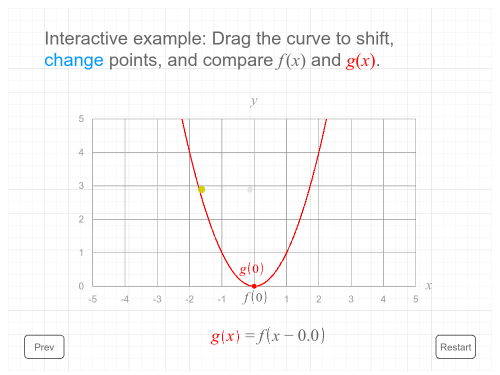 Interactive example: Drag the curve to shift,
change points, and compare f(x) and g(x).
y
5
4
3
2
1
0
g(0)
x
-5 -4 -3 -2 -1 1 2 3 4 5
f(0)
g(x) = f(x − 0.0)
Prev
Restart